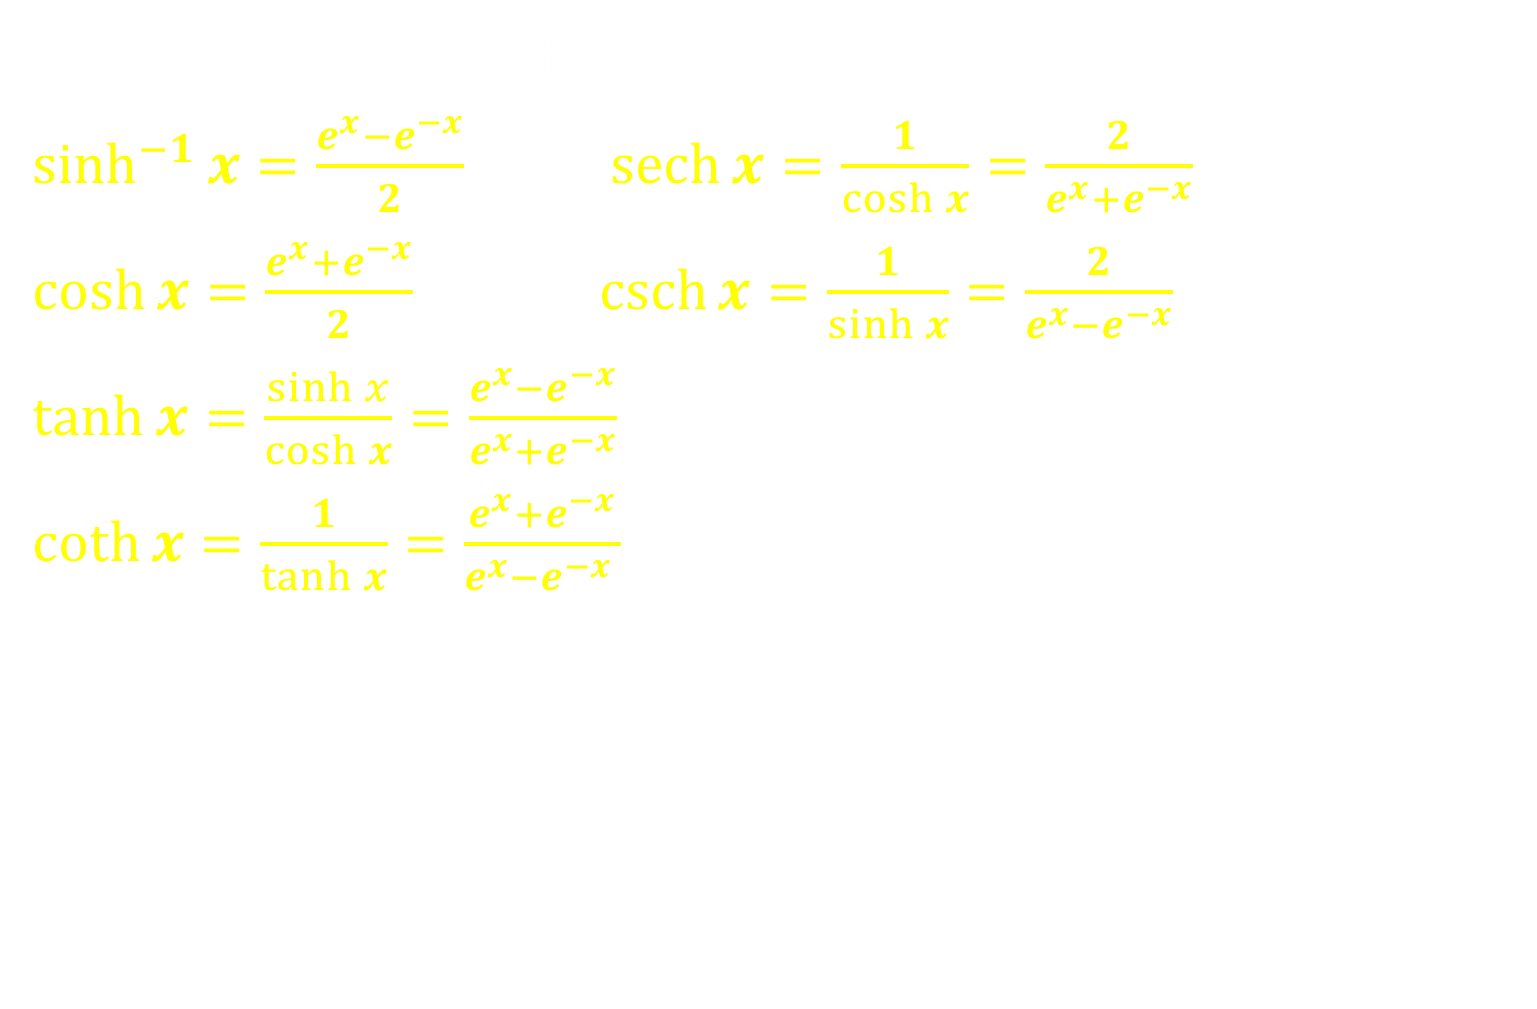 sinh⁻¹ x = (eˣ−e⁻ˣ)/2    sech x = 1/(cosh x) = 2/(eˣ+e⁻ˣ)
cosh x = (eˣ+e⁻ˣ)/2    csch x = 1/(sinh x) = 2/(eˣ−e⁻ˣ)
tanh x = (sinh x)/(cosh x) = (eˣ−e⁻ˣ)/(eˣ+e⁻ˣ)
coth x = 1/(tanh x) = (eˣ+e⁻ˣ)/(eˣ−e⁻ˣ)